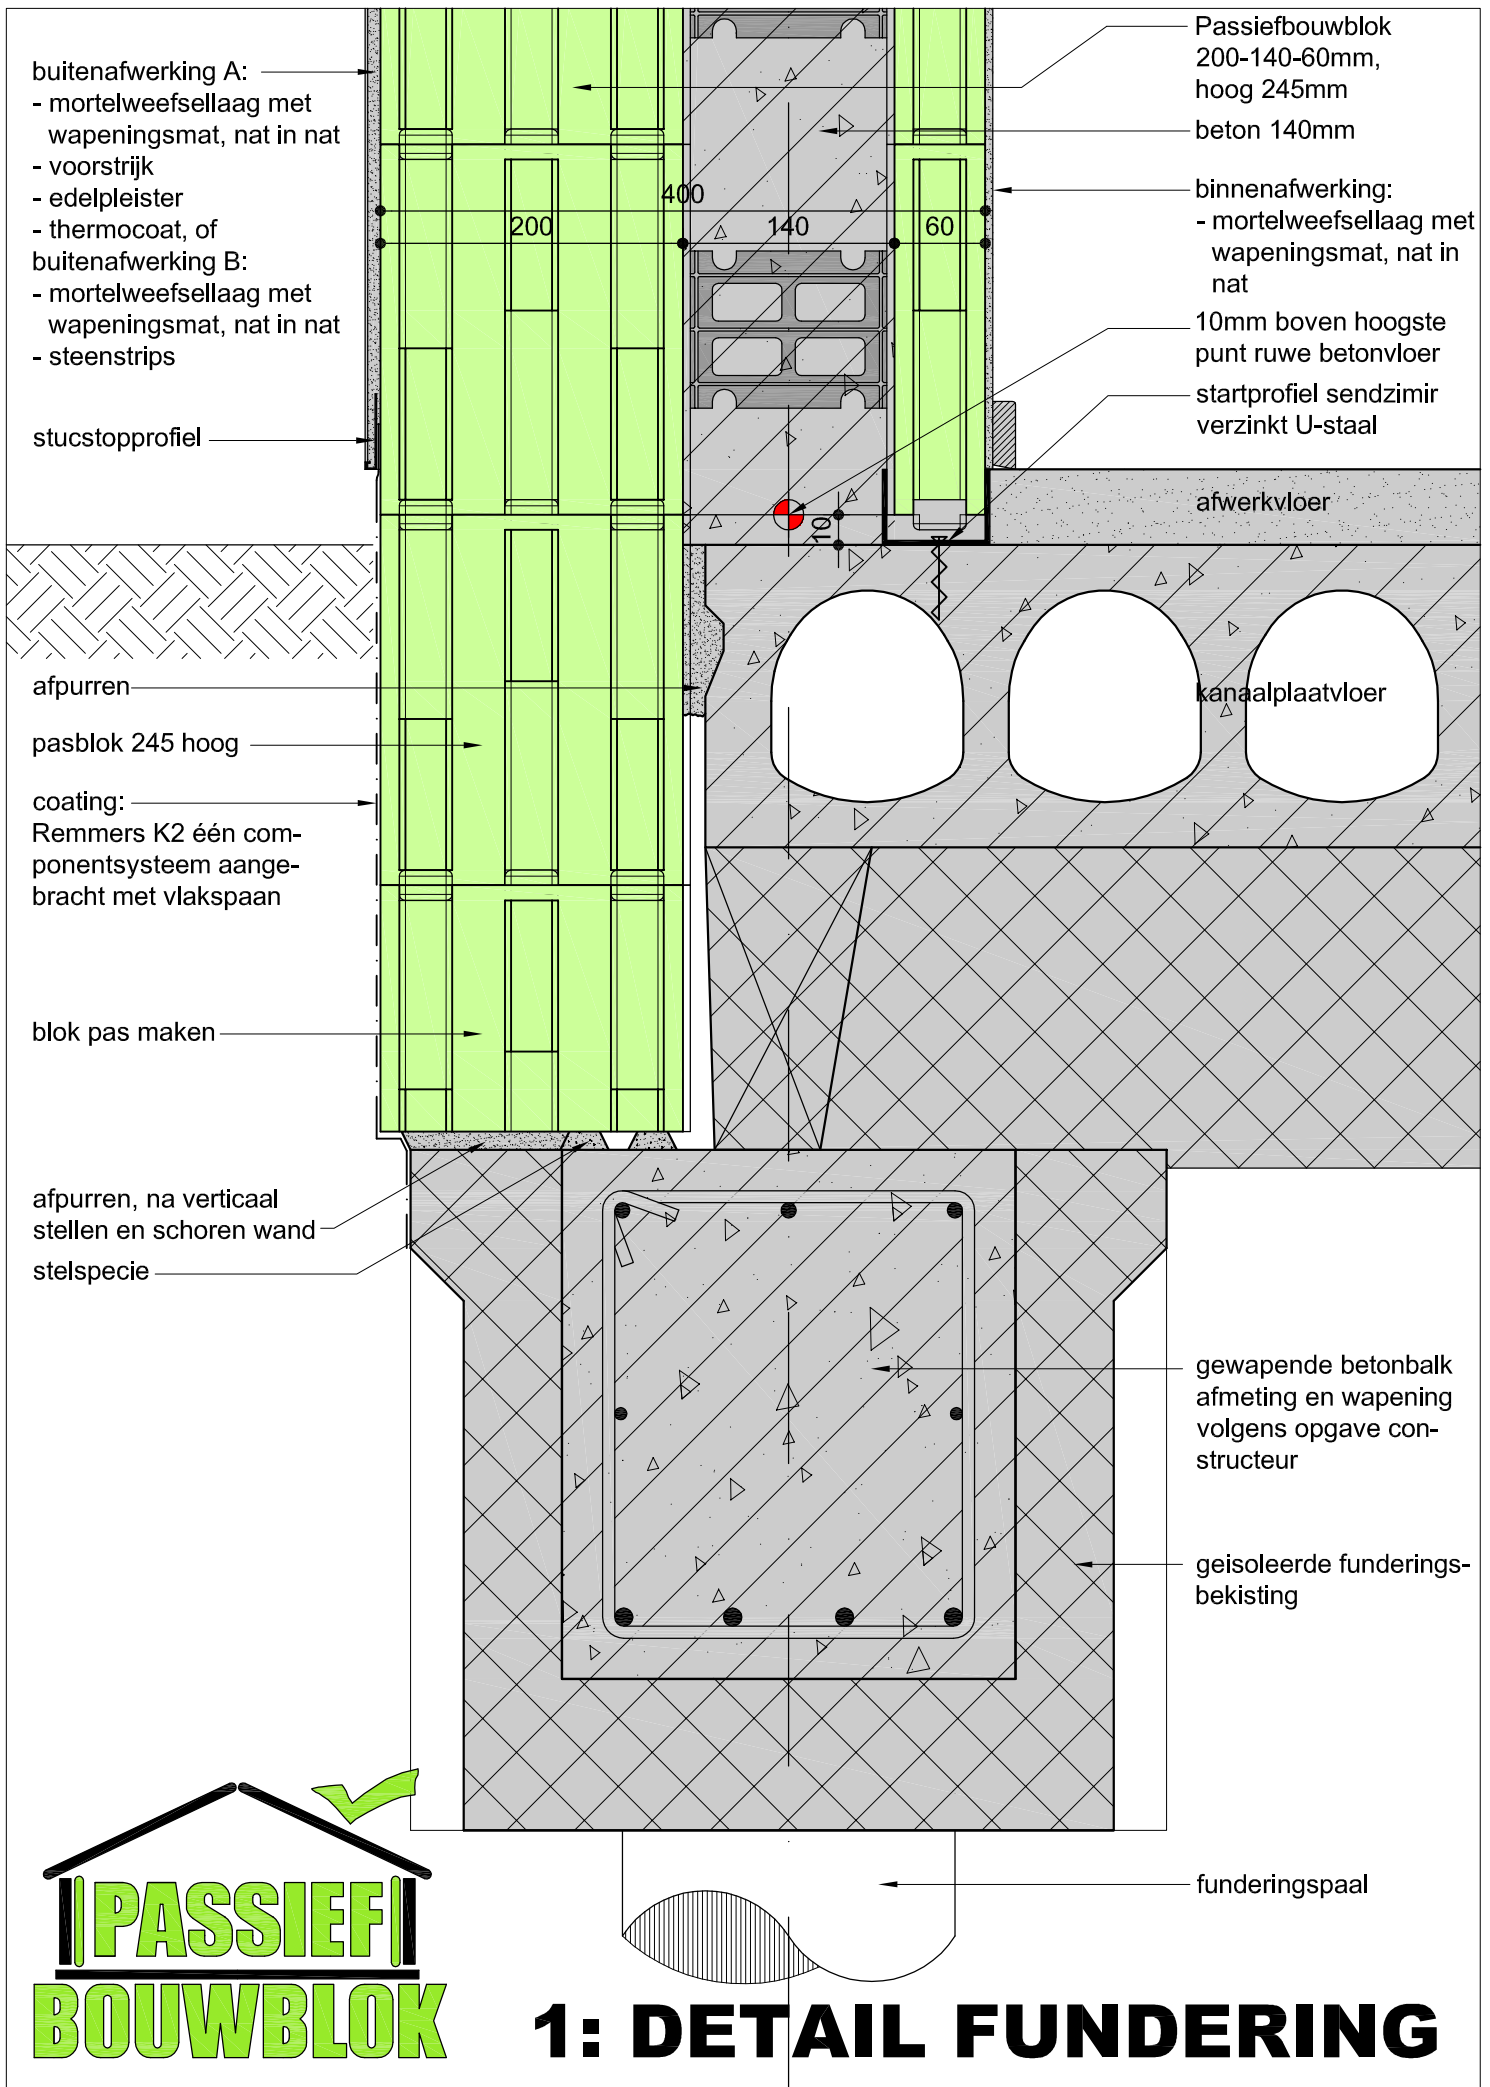 buitenafwerking A:
- mortelweefsellaag met
wapeningsmat, nat in nat
- voorstrijk
- edelpleister
- thermocoat, of
buitenafwerking B:
- mortelweefsellaag met
wapeningsmat, nat in nat
- steenstrips
stucstopprofiel
afpurren
pasblok 245 hoog
coating:
Remmers K2 één com-
ponentsysteem aange-
bracht met vlakspaan
blok pas maken
afpurren, na verticaal
stellen en schoren wand
stelspecie
400
200
140
60
10
Passiefbouwblok
200-140-60mm,
hoog 245mm
beton 140mm
binnenafwerking:
- mortelweefsellaag met
wapeningsmat, nat in
nat
10mm boven hoogste
punt ruwe betonvloer
startprofiel sendzimir
verzinkt U-staal
afwerkvloer
kanaalplaatvloer
gewapende betonbalk
afmeting en wapening
volgens opgave con-
structeur
geisoleerde funderings-
bekisting
funderingspaal
PASSIEF
BOUWBLOK
1: DETAIL FUNDERING